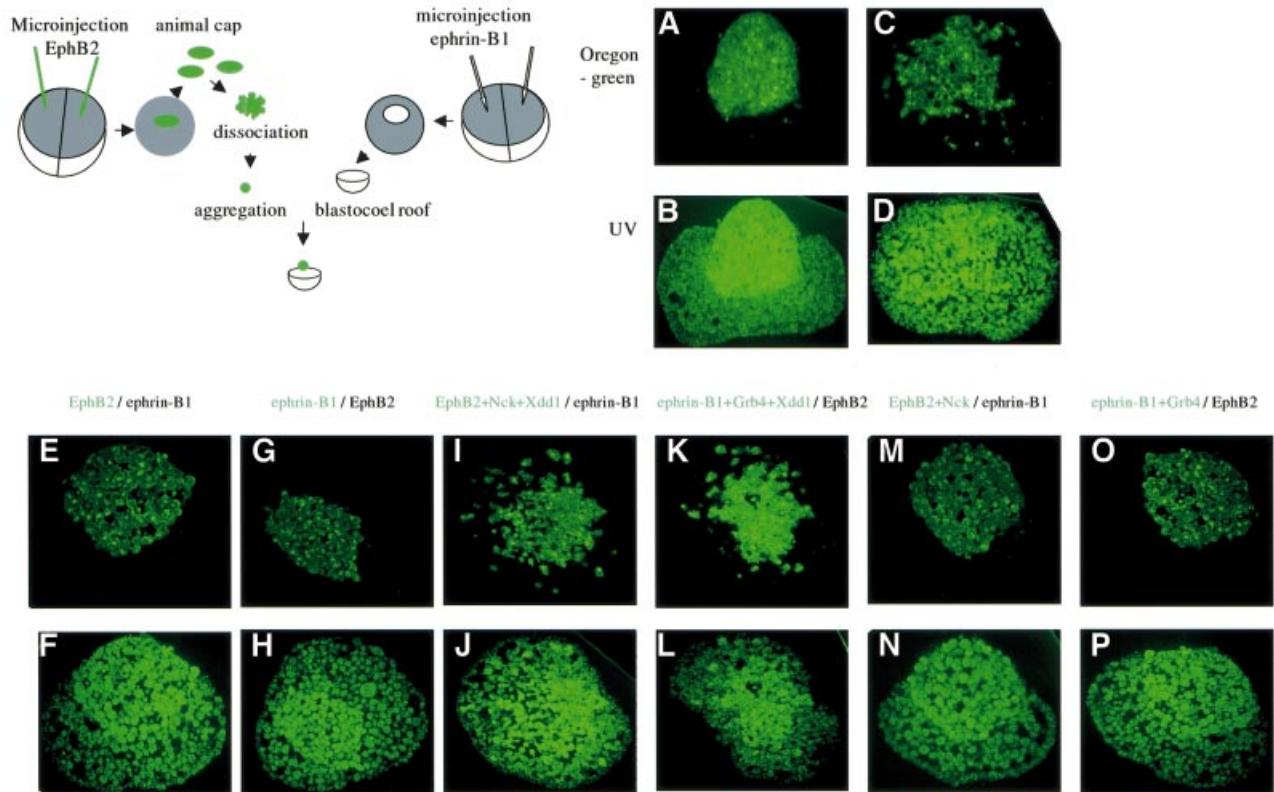 Microinjection
EphB2
animal cap
microinjection
ephrin-B1
dissociation
aggregation
blastocoel roof
Oregon
- green
UV
A
C
B
D
EphB2 / ephrin-B1
ephrin-B1 / EphB2
EphB2+Nck+Xdd1 / ephrin-B1
ephrin-B1+Grb4+Xdd1 / EphB2
EphB2+Nck / ephrin-B1
ephrin-B1+Grb4 / EphB2
E
G
I
K
M
O
F
H
J
L
N
P